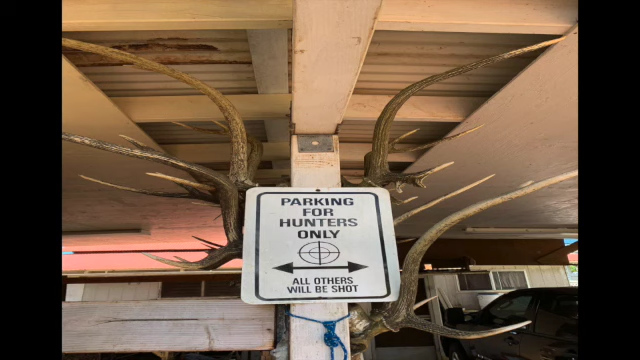 PARKING
FOR
HUNTERS
ONLY
ALL OTHERS
WILL BE SHOT